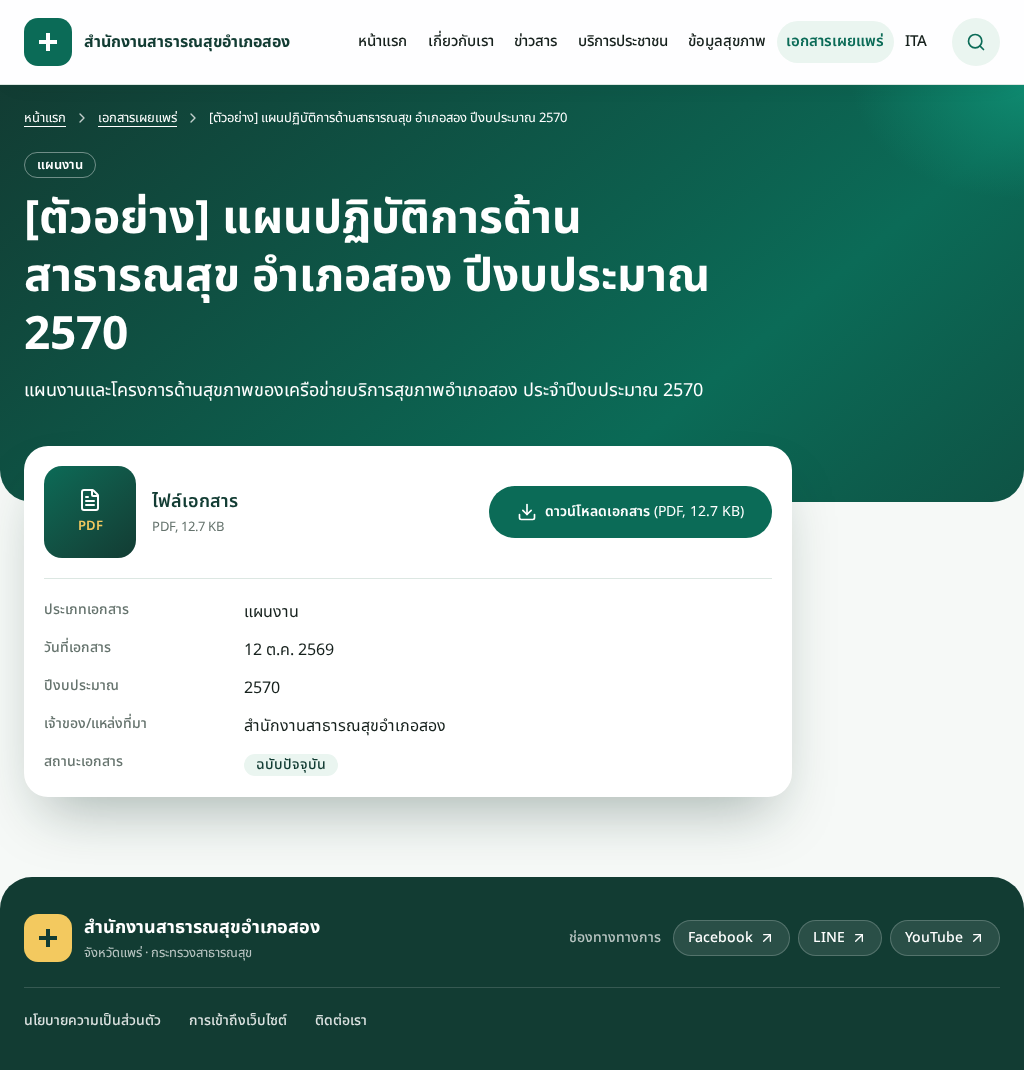 สำนักงานสาธารณสุขอำเภอสอง
หน้าแรก เกี่ยวกับเรา ข่าวสาร บริการประชาชน ข้อมูลสุขภาพ เอกสารเผยแพร่ ITA
หน้าแรก เอกสารเผยแพร่ [ตัวอย่าง] แผนปฏิบัติการด้านสาธารณสุข อำเภอสอง ปีงบประมาณ 2570
แผนงาน
[ตัวอย่าง] แผนปฏิบัติการด้าน
สาธารณสุข อำเภอสอง ปีงบประมาณ
2570
แผนงานและโครงการด้านสุขภาพของเครือข่ายบริการสุขภาพอำเภอสอง ประจำปีงบประมาณ 2570
PDF
ไฟล์เอกสาร
PDF, 12.7 KB
ดาวน์โหลดเอกสาร (PDF, 12.7 KB)
ประเภทเอกสาร แผนงาน
วันที่เอกสาร 12 ต.ค. 2569
ปีงบประมาณ 2570
เจ้าของ/แหล่งที่มา สำนักงานสาธารณสุขอำเภอสอง
สถานะเอกสาร ฉบับปัจจุบัน
สำนักงานสาธารณสุขอำเภอสอง
จังหวัดแพร่ · กระทรวงสาธารณสุข
ช่องทางทางการ Facebook LINE YouTube
นโยบายความเป็นส่วนตัว การเข้าถึงเว็บไซต์ ติดต่อเรา